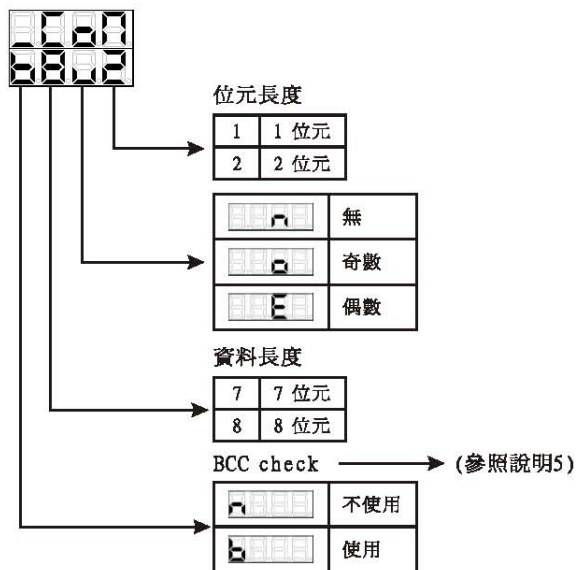 _Con
b8v2
位元長度
1 1 位元
2 2 位元
n 無
o 奇數
E 偶數
資料長度
7 7 位元
8 8 位元
BCC check (參照說明5)
n 不使用
b 使用